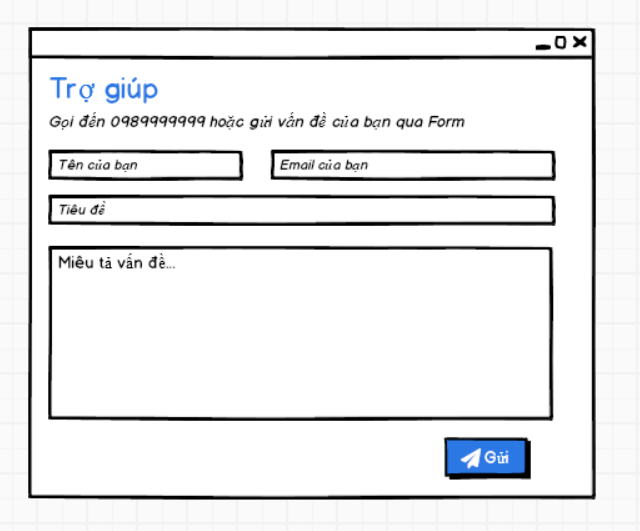 Trợ giúp
Gọi đến 0989999999 hoặc gửi vấn đề của bạn qua Form
Tên của bạn
Email của bạn
Tiêu đề
Miêu tả vấn đề...
Gửi